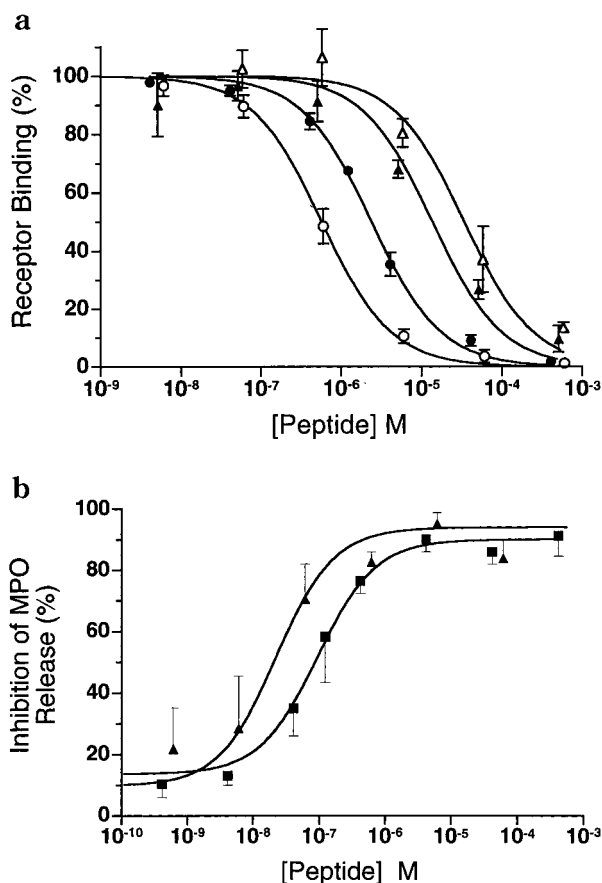 a
Receptor Binding (%)
100
80
60
40
20
0
10-9 10-8 10-7 10-6 10-5 10-4 10-3
[Peptide] M
b
Inhibition of MPO
Release (%)
100
80
60
40
20
0
10-10 10-9 10-8 10-7 10-6 10-5 10-4 10-3
[Peptide] M